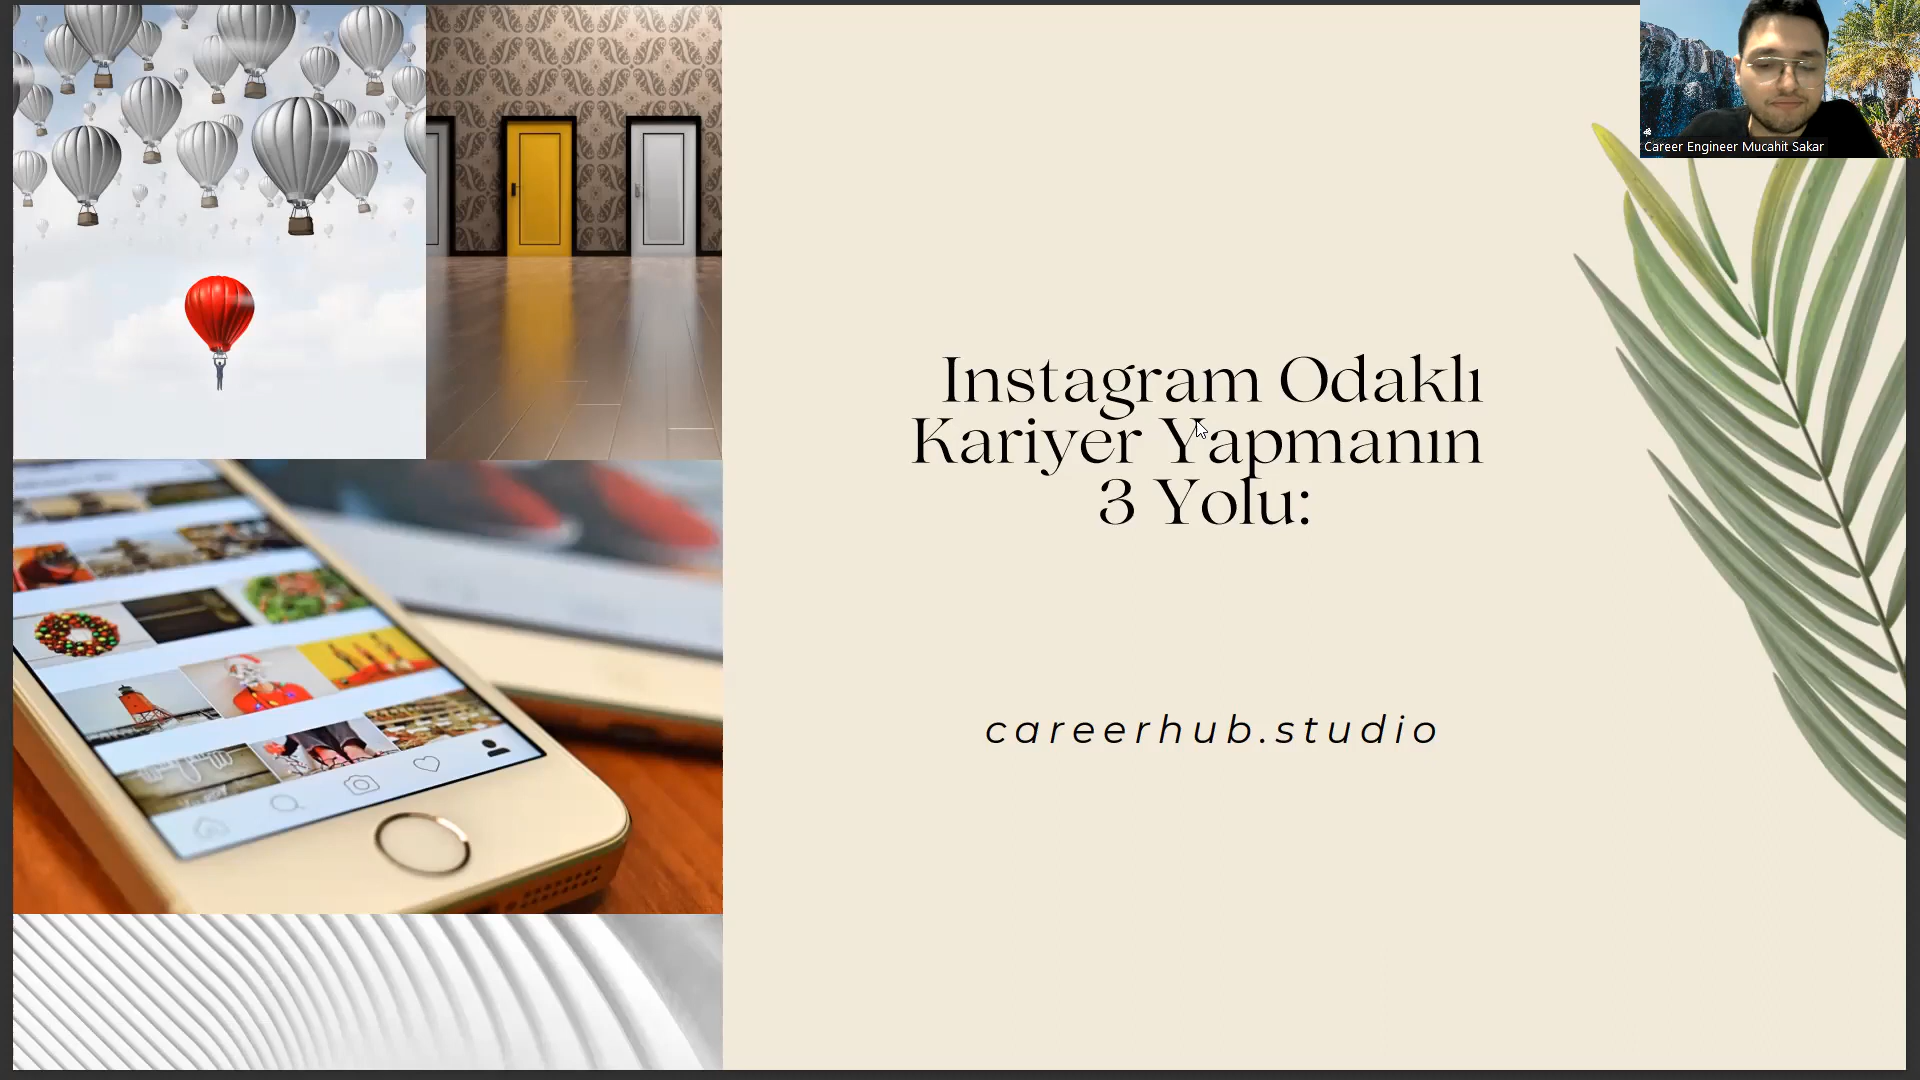 Career Engineer Mucahit Sakar
Instagram Odaklı
Kariyer Yapmanın
3 Yolu:
careerhub.studio